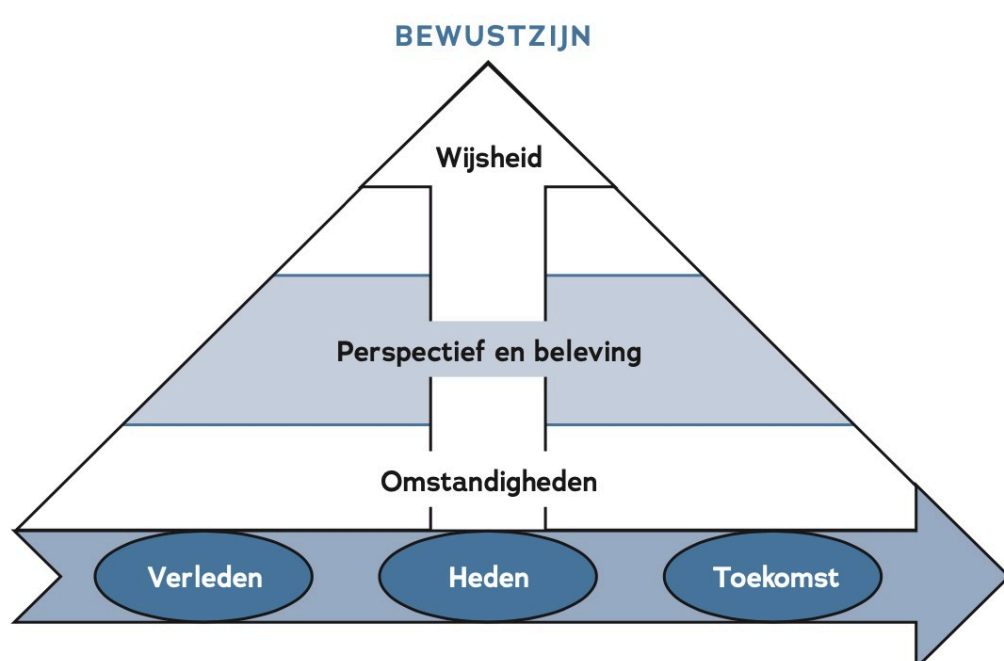 BEWUSTZIJN
Wijsheid
Perspectief en beleving
Omstandigheden
Verleden
Heden
Toekomst